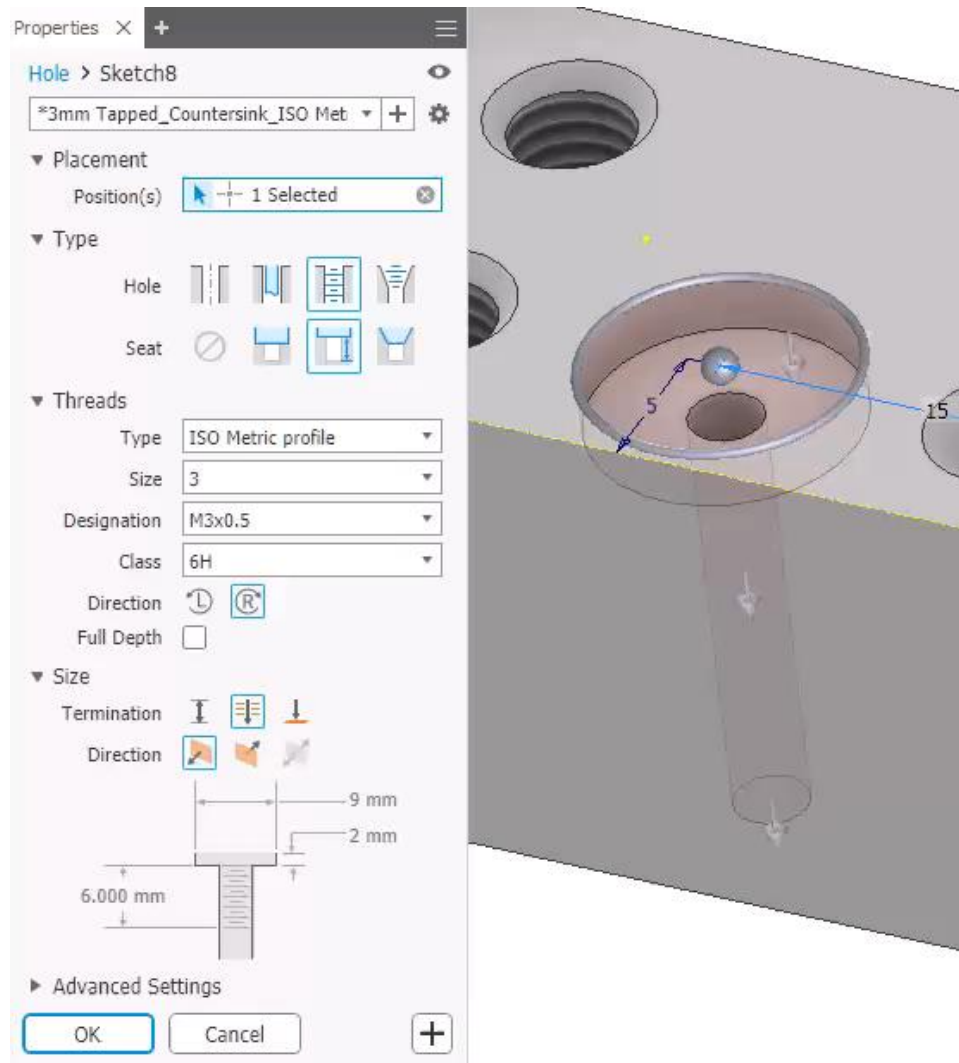 Properties
Hole > Sketch8
*3mm Tapped_Countersink_ISO Met
Placement
Position(s) 1 Selected
Type
Hole
Seat
Threads
Type ISO Metric profile
Size 3
Designation M3x0.5
Class 6H
Direction L R
Full Depth
Size
Termination
Direction
9 mm
2 mm
6.000 mm
Advanced Settings
OK Cancel
5
15